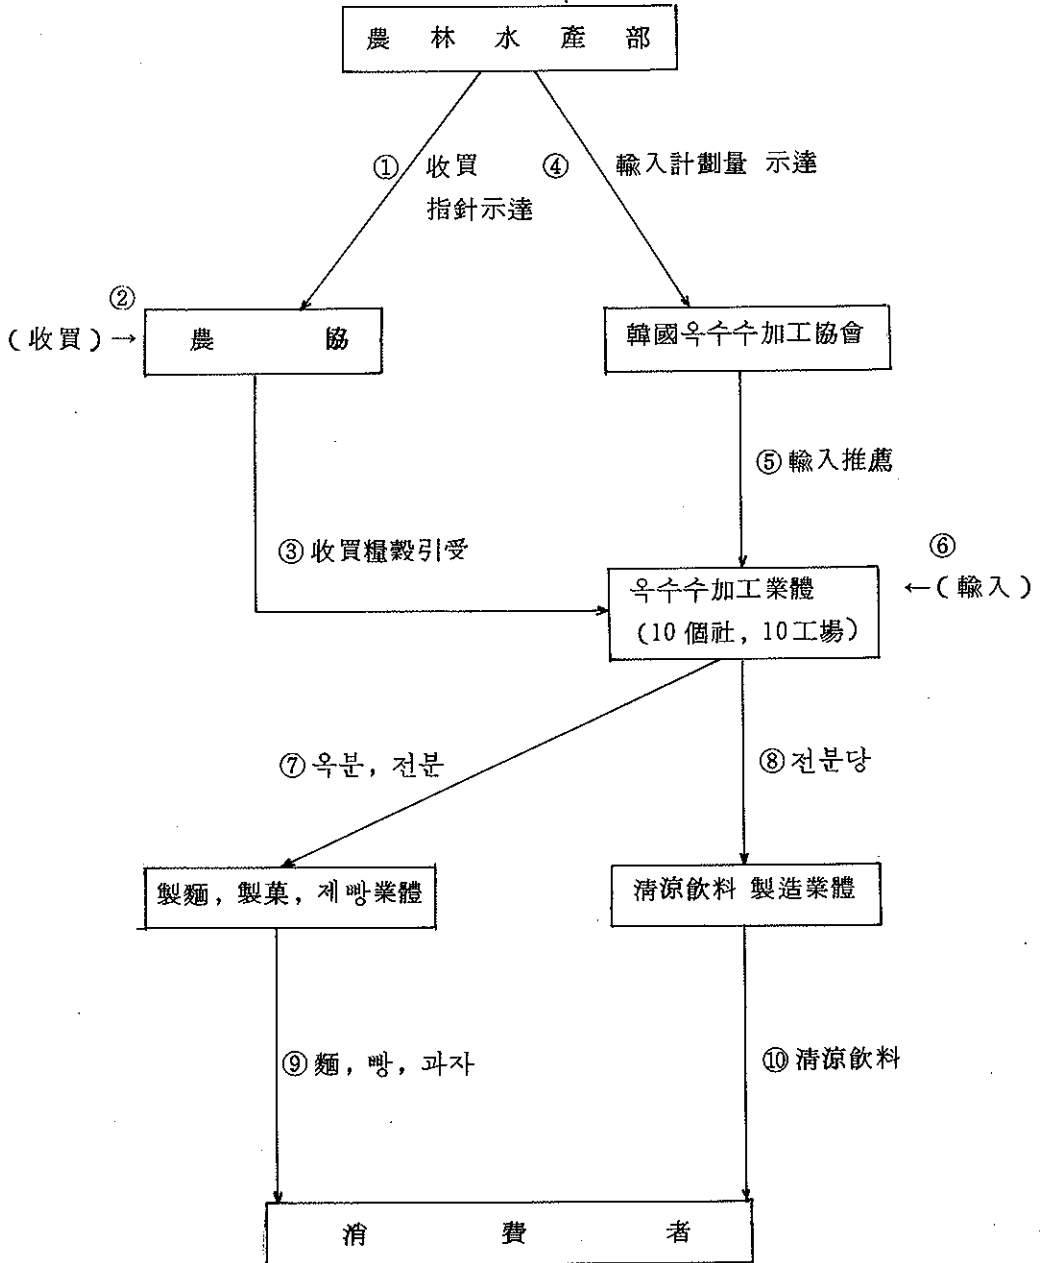 農林水產部
① 收買
指針示達
④ 輸入計劃量 示達
②
(收買)→
農協
韓國옥수수加工協會
⑤輸入推薦
③收買糧穀引受
⑥
←(輸入)
옥수수加工業體
(10個社, 10工場)
⑦옥분, 전분
⑧전분당
製麵, 製菓, 제빵業體
淸涼飮料 製造業體
⑨麵, 빵, 과자
⑩淸涼飮料
消費者